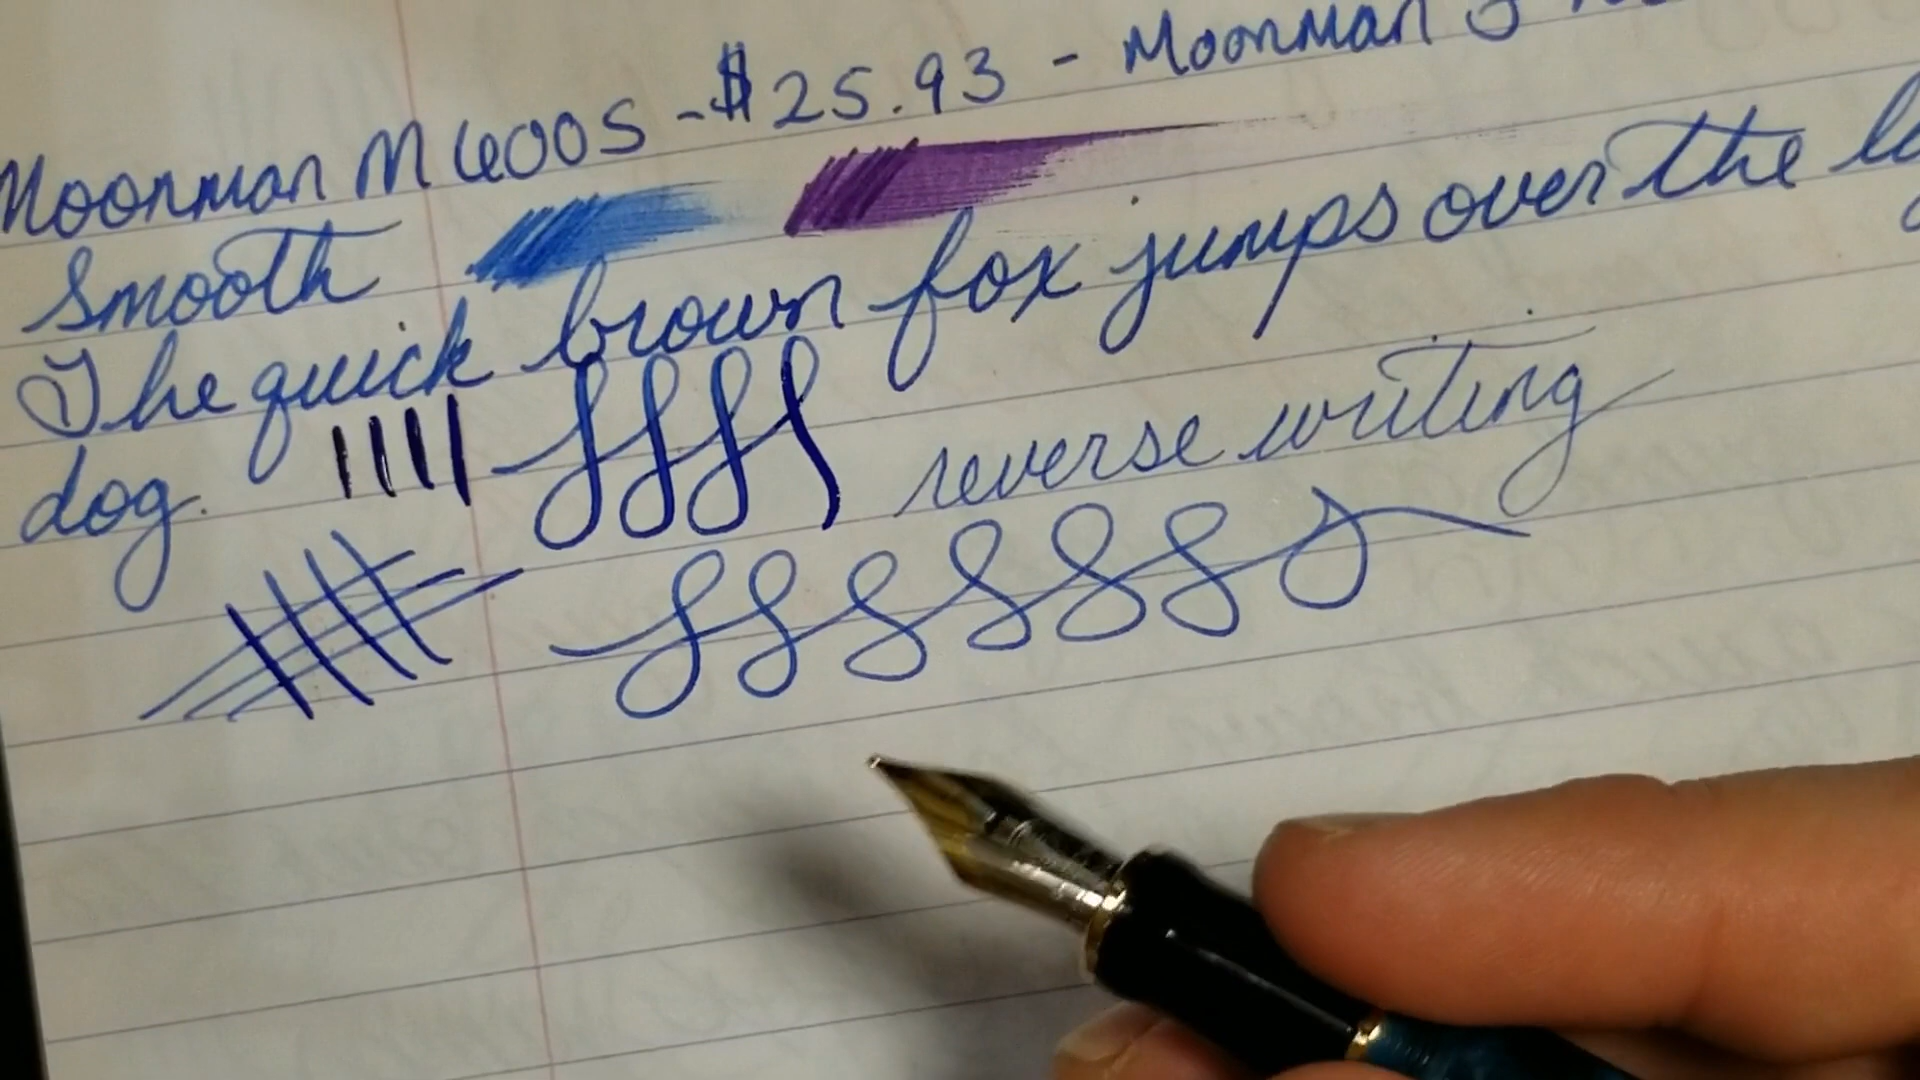 Moonman M600S - $25.93 - Moonman
Smooth
The quick brown fox jumps over the
dog.
reverse writing